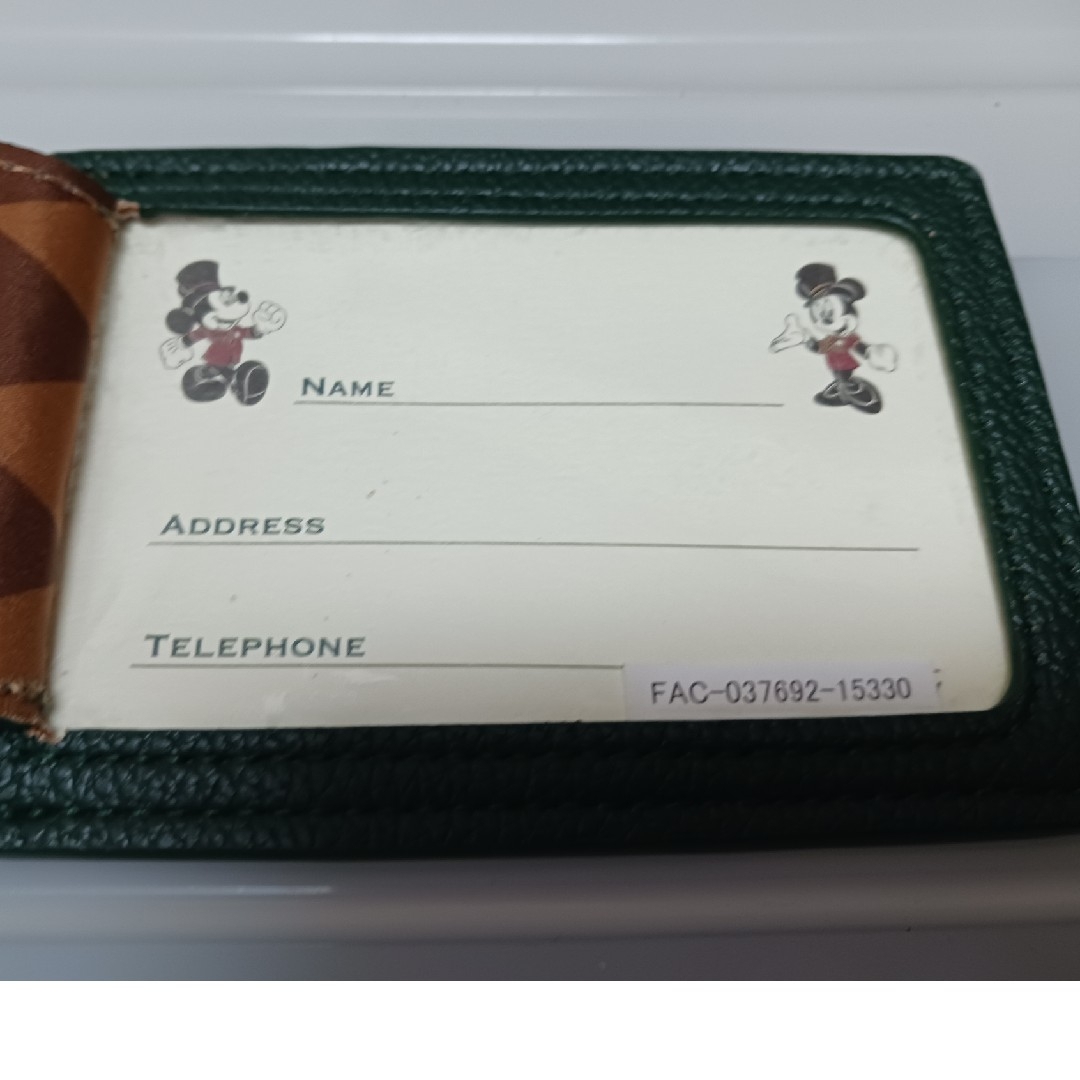 NAME
ADDRESS
TELEPHONE
FAC-037692-15330